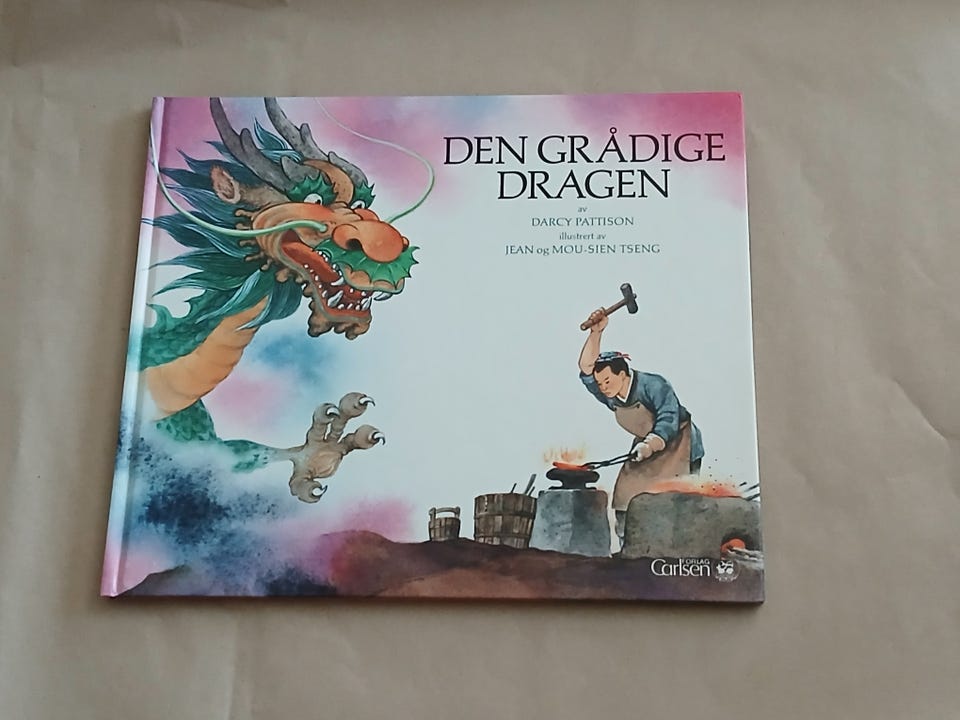 DEN GRÅDIGE
DRAGEN
av
DARCY PATTISON
illustrert av
JEAN og MOU-SIEN TSENG
FORLAG
Carlsen